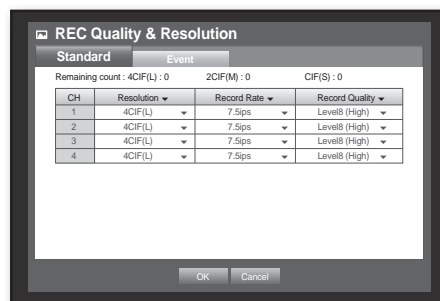 REC Quality & Resolution
Standard Event
Remaining count : 4CIF(L) : 0 2CIF(M) : 0 CIF(S) : 0
CH Resolution Record Rate Record Quality
1 4CIF(L) 7.5ips Level8 (High)
2 4CIF(L) 7.5ips Level8 (High)
3 4CIF(L) 7.5ips Level8 (High)
4 4CIF(L) 7.5ips Level8 (High)
OK Cancel